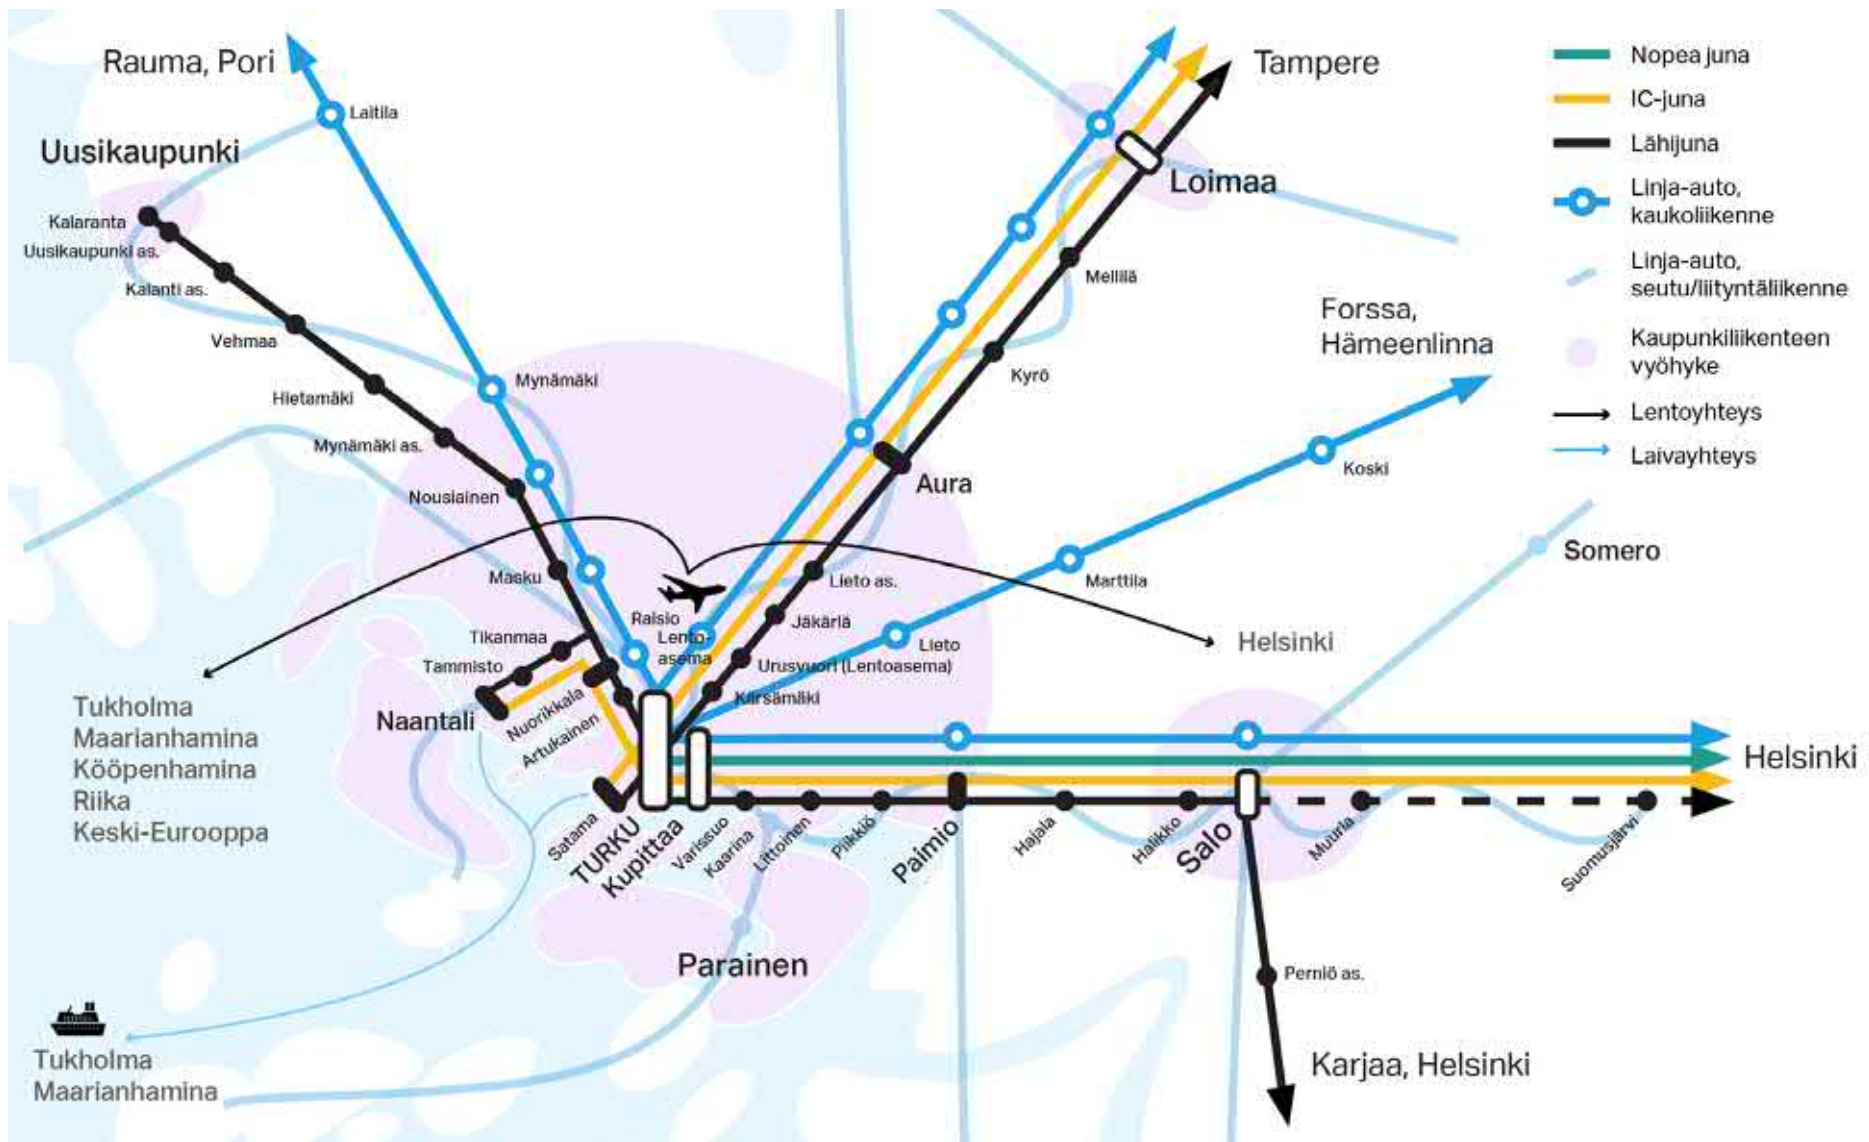 Rauma, Pori
Laitila
Uusikaupunki
Kalaranta
Uusikaupunki as.
Kalanti as.
Vehmaa
Hietamäki
Mynämäki as.
Mynämäki
Nousiainen
Masku
Raisio
Lento-
asema
Tikanmaa
Tammisto
Naantali
Nuorikkala
Artukainen
Satama
TURKU
Kupittaa
Varissuo
Kaarina
Littoinen
Piikkiö
Paimio
Hajala
Halikko
Salo
Muurla
Suomusjärvi
Helsinki
Perniö as.
Karjaa, Helsinki
Parainen
Tampere
Loimaa
Mellilä
Kyrö
Aura
Lieto as.
Jäkärlä
Urusvuori (Lentoasema)
Kärsämäki
Forssa,
Hämeenlinna
Koski
Marttila
Lieto
Somero
Helsinki
Tukholma
Maarianhamina
Kööpenhamina
Riika
Keski-Eurooppa
Tukholma
Maarianhamina
Nopea juna
IC-juna
Lähijuna
Linja-auto,
kaukoliikenne
Linja-auto,
seutu/liityntäliikenne
Kaupunkiliikenteen
vyöhyke
Lentoyhteys
Laivayhteys